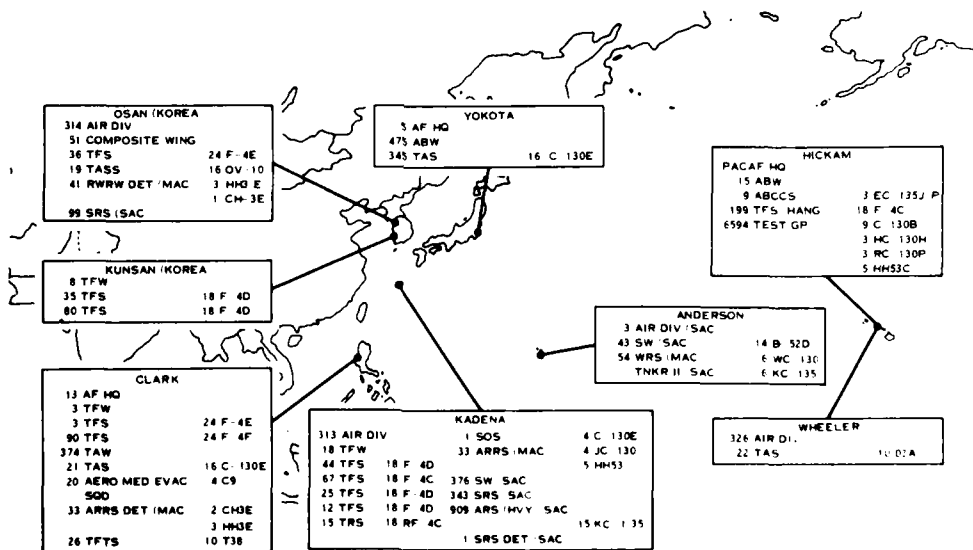 OSAN (KOREA
314 AIR DIV
51 COMPOSITE WING
36 TFS 24 F-4E
19 TASS 16 OV-10
41 RWRW DET (MAC 3 HH3 E
1 CH-3E
99 SRS (SAC
YOKOTA
5 AF HQ
475 ABW
345 TAS 16 C 130E
HICKAM
PACAF HQ
15 ABW
9 ABCCS 3 EC 135J P
199 TFS HANG 18 F 4C
6594 TEST GP 9 C 130B
3 HC 130H
3 RC 130P
5 HH53C
KUNSAN (KOREA
8 TFW
35 TFS 18 F 4D
80 TFS 18 F 4D
ANDERSON
3 AIR DIV (SAC
43 SW (SAC 14 B 52D
54 WRS (MAC 6 WC 130
TNKR II SAC 6 KC 135
CLARK
13 AF HQ
3 TFW
3 TFS 24 F-4E
90 TFS 24 F 4F
374 TAW
21 TAS 16 C-130E
20 AERO MED EVAC 4 C9
SQD
33 ARRS DET (MAC 2 CH3E
3 HH3E
26 TFTS 10 T38
KADENA
313 AIR DIV 1 SOS 4 C 130E
18 TFW 33 ARRS (MAC 4 JC 130
44 TFS 18 F 4D 5 HH53
67 TFS 18 F 4C 376 SW SAC
25 TFS 18 F-4D 343 SRS SAC
12 TFS 18 F 4D 909 ARS (HVY SAC
15 TRS 18 RF 4C 15 KC 135
1 SRS DET SAC
WHEELER
326 AIR DI
22 TAS